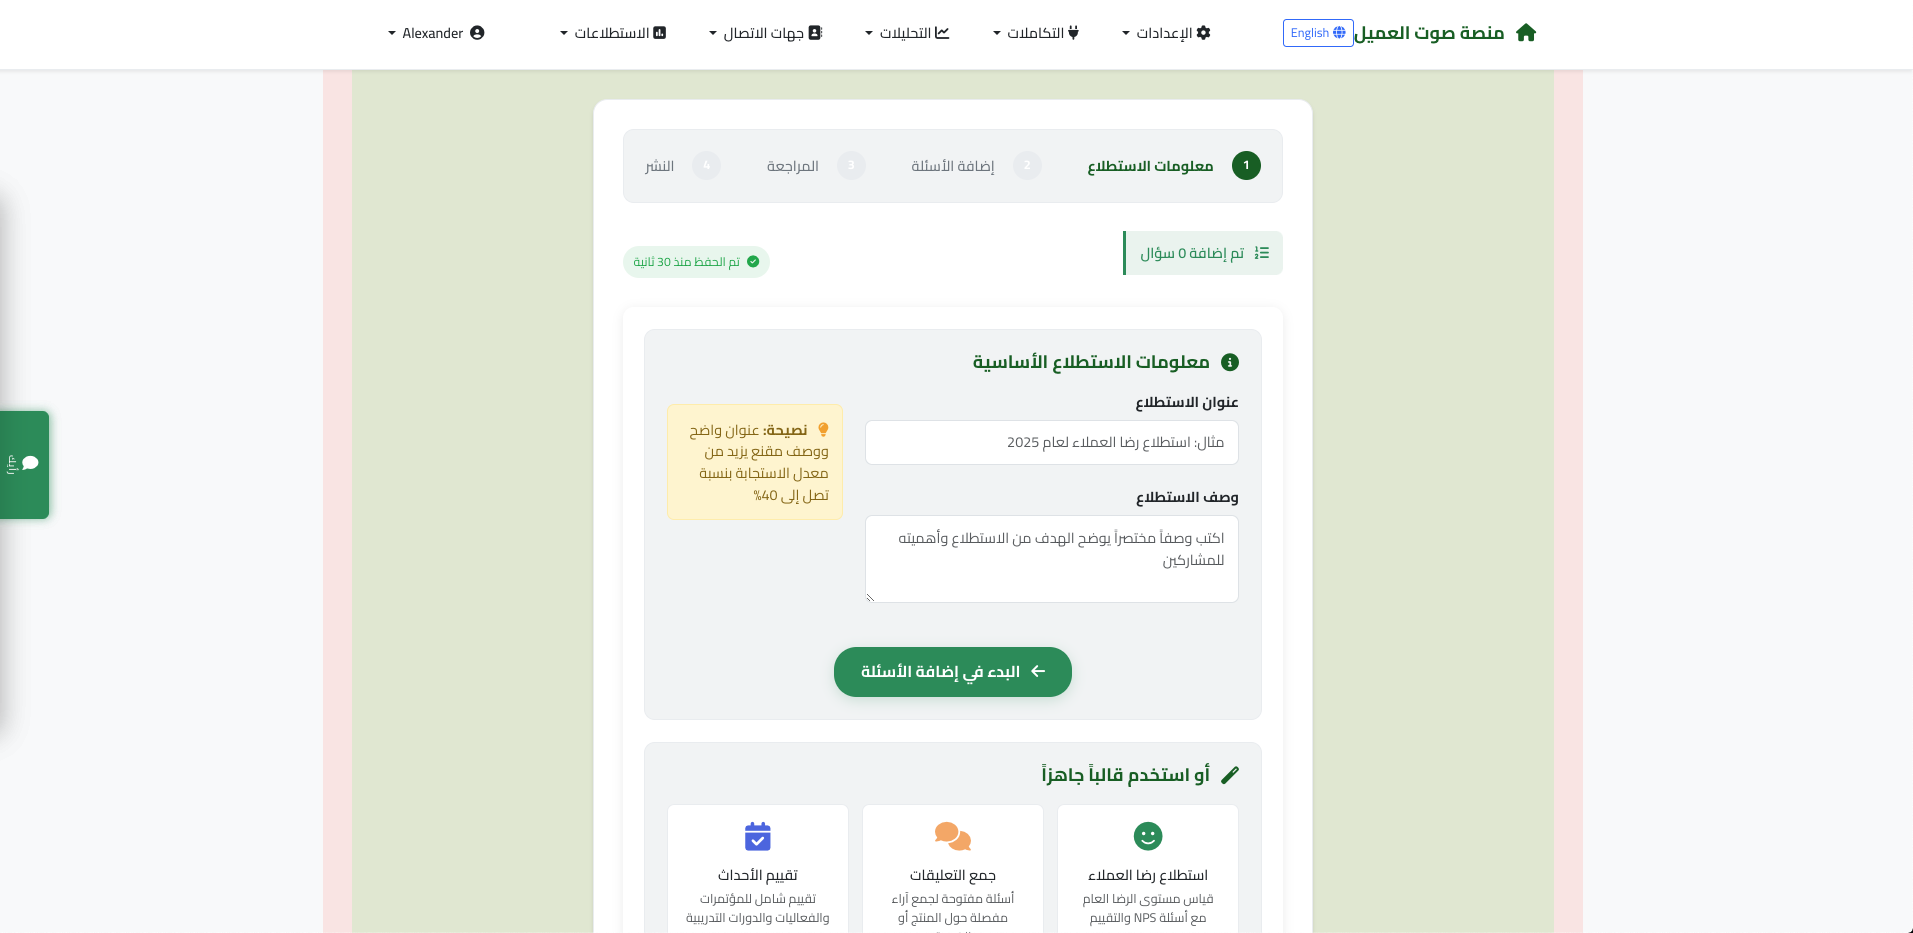 منصة صوت العميل
English
الإعدادات
التكاملات
التحليلات
جهات الاتصال
الاستطلاعات
Alexander
1 معلومات الاستطلاع
2 إضافة الأسئلة
3 المراجعة
4 النشر
تم إضافة 0 سؤال
تم الحفظ منذ 30 ثانية
معلومات الاستطلاع الأساسية
عنوان الاستطلاع
مثال: استطلاع رضا العملاء لعام 2025
وصف الاستطلاع
اكتب وصفاً مختصراً يوضح الهدف من الاستطلاع وأهميته
للمشاركين
نصيحة: عنوان واضح
ووصف مقنع يزيد من
معدل الاستجابة بنسبة
تصل إلى 40%
البدء في إضافة الأسئلة
أو استخدم قالباً جاهزاً
استطلاع رضا العملاء
قياس مستوى الرضا العام
مع أسئلة NPS والتقييم
جمع التعليقات
أسئلة مفتوحة لجمع آراء
مفصلة حول المنتج أو
تقييم الأحداث
تقييم شامل للمؤتمرات
والفعاليات والدورات التدريبية
رأيك